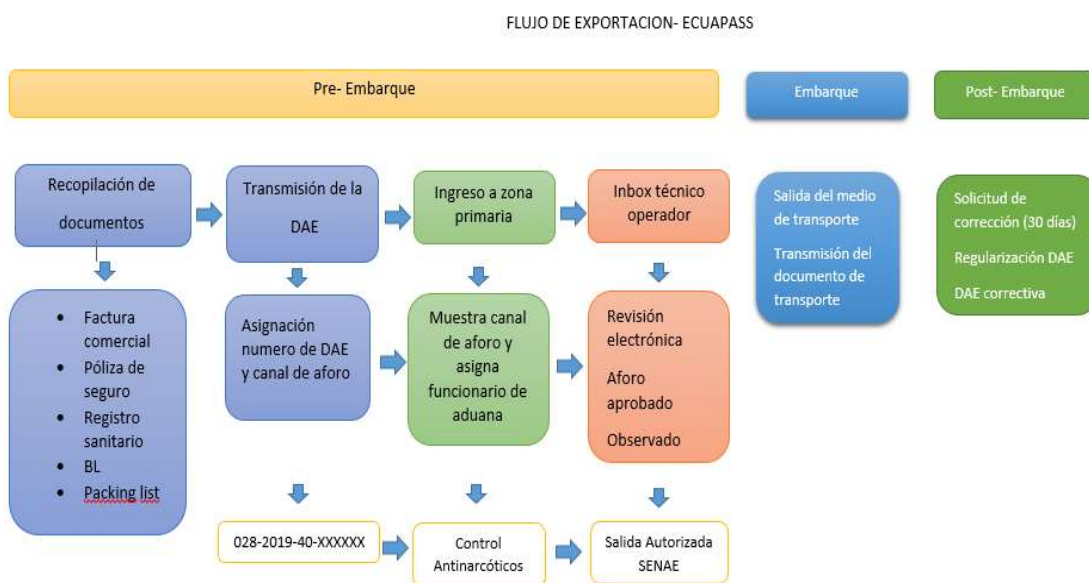 FLUJO DE EXPORTACION- ECUAPASS
Pre- Embarque
Embarque
Post- Embarque
Recopilación de
documentos
Transmisión de la
DAE
Ingreso a zona
primaria
Inbox técnico
operador
Salida del medio
de transporte
Transmisión del
documento de
transporte
Solicitud de
corrección (30 días)
Regularización DAE
DAE correctiva
• Factura
comercial
• Póliza de
seguro
• Registro
sanitario
• BL
• Packing list
Asignación
numero de DAE
y canal de aforo
Muestra canal
de aforo y
asigna
funcionario de
aduana
Revisión
electrónica
Aforo
aprobado
Observado
028-2019-40-XXXXXX
Control
Antinarcóticos
Salida Autorizada
SENAE